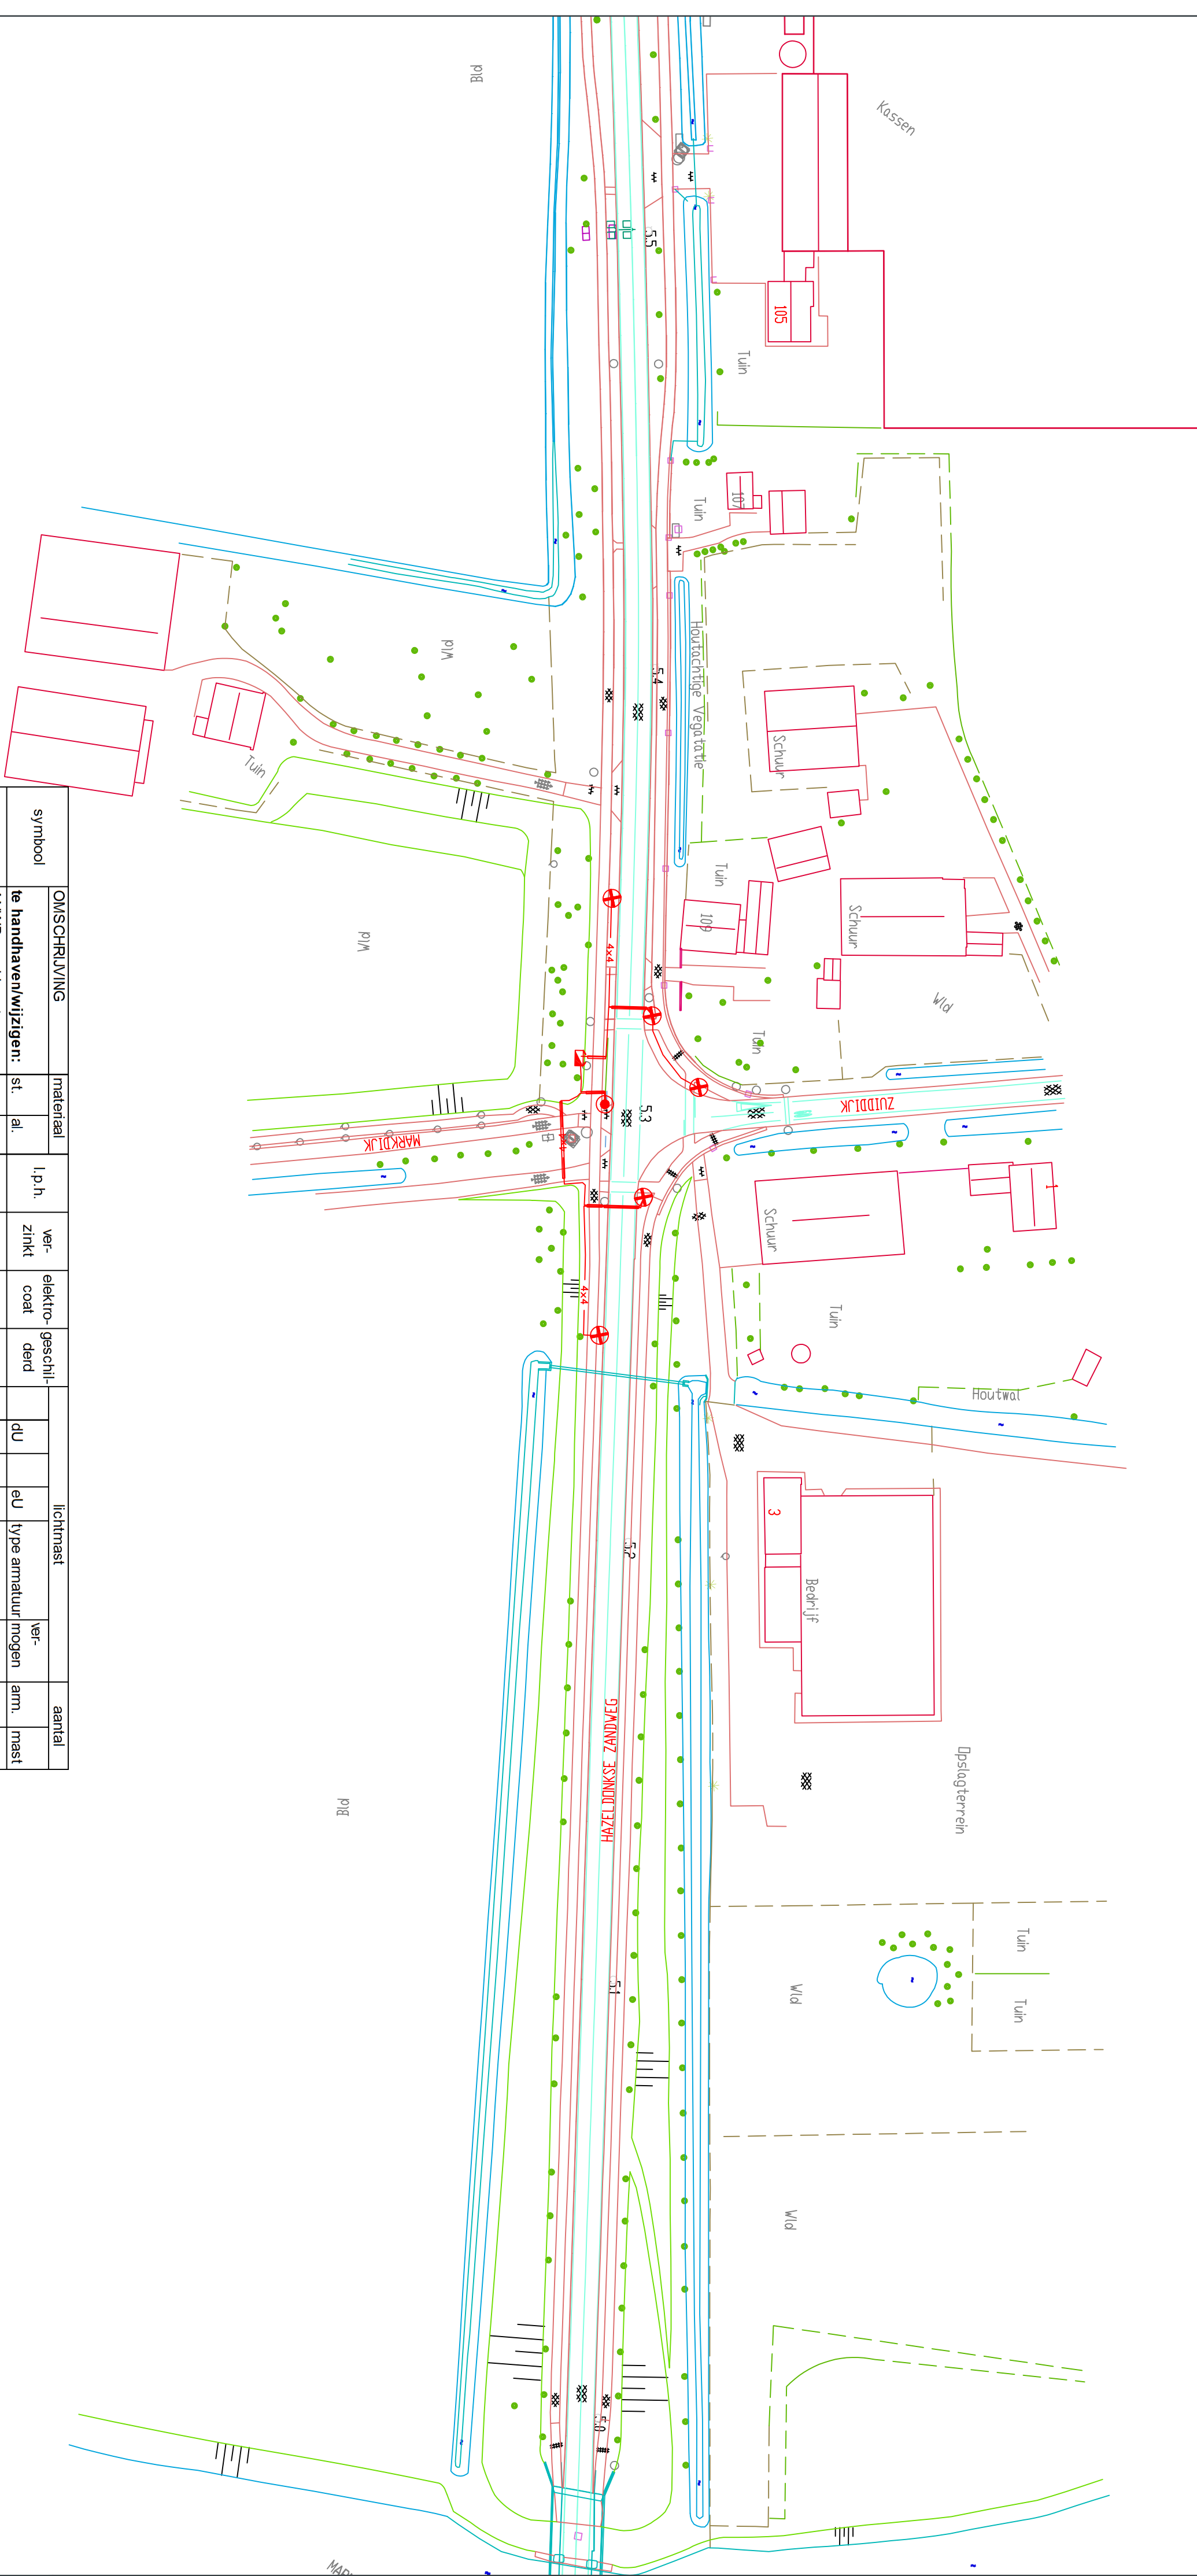 Kassen
Bld
5.5
105
Tuin
107
Tuin
Houtachtige Vegatatie
Wld
5.4
Schuur
Tuin
Tuin
109
Schuur
Wld
Wld
4x4
Tuin
ZUIDDIJK
5.3
MARKDIJK
1
Schuur
4x4
Tuin
Houtwal
3
Bedrijf
5.2
HAZELDONKSE ZANDWEG
Opslagterrein
Bld
Tuin
Tuin
Wld
5.1
Wld
5.0
symbool
OMSCHRIJVING
materiaal
lichtmast
aantal
te handhaven/wijzigen:
st.
al.
l.p.h.
ver-
zinkt
elektro-
coat
geschil-
derd
dU
eU
type armatuur
ver-
mogen
arm.
mast